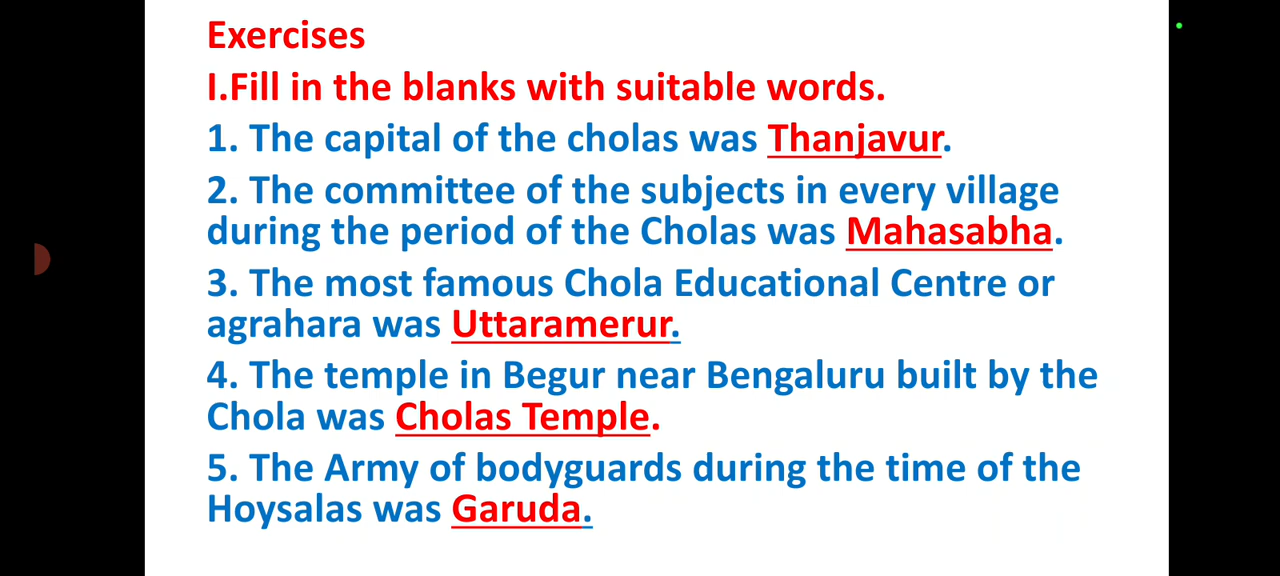 Exercises
I.Fill in the blanks with suitable words.
1. The capital of the cholas was Thanjavur.
2. The committee of the subjects in every village
during the period of the Cholas was Mahasabha.
3. The most famous Chola Educational Centre or
agrahara was Uttaramerur.
4. The temple in Begur near Bengaluru built by the
Chola was Cholas Temple.
5. The Army of bodyguards during the time of the
Hoysalas was Garuda.